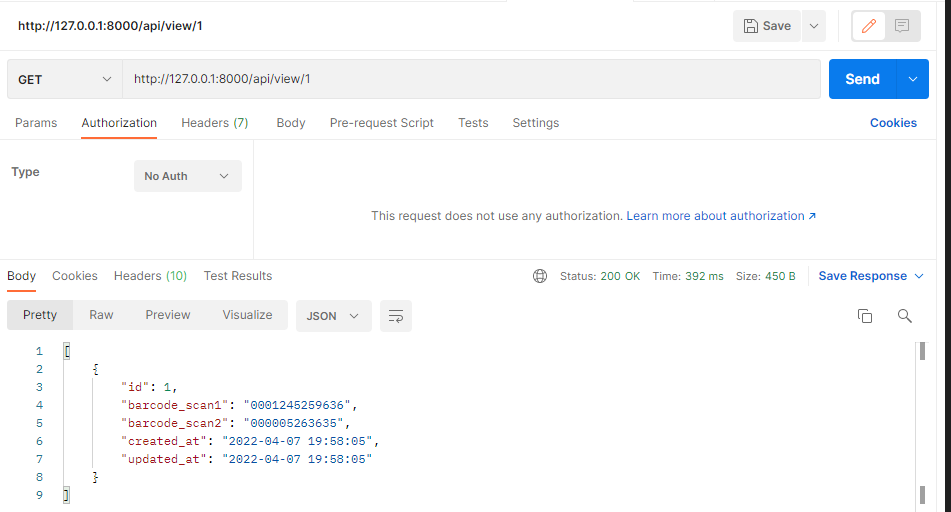 http://127.0.0.1:8000/api/view/1 Save
GET http://127.0.0.1:8000/api/view/1 Send
Params Authorization Headers (7) Body Pre-request Script Tests Settings Cookies
Type No Auth
This request does not use any authorization. Learn more about authorization ↗
Body Cookies Headers (10) Test Results Status: 200 OK Time: 392 ms Size: 450 B Save Response
Pretty Raw Preview Visualize JSON
1 [
2 {
3 "id": 1,
4 "barcode_scan1": "0001245259636",
5 "barcode_scan2": "000005263635",
6 "created_at": "2022-04-07 19:58:05",
7 "updated_at": "2022-04-07 19:58:05"
8 }
9 ]